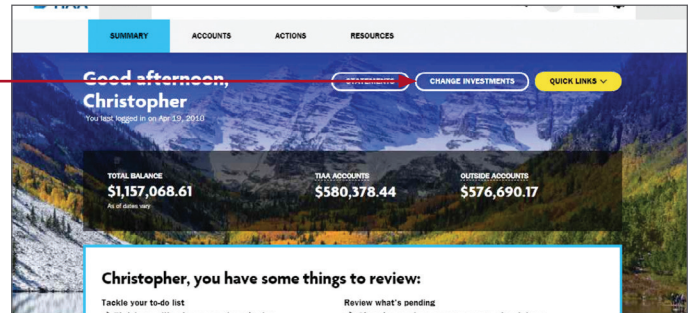 SUMMARY ACCOUNTS ACTIONS RESOURCES
Good afternoon,
Christopher
You last logged in on Apr 19, 2018
STATEMENTS CHANGE INVESTMENTS QUICK LINKS
TOTAL BALANCE
$1,157,068.61
As of dates vary
TIAA ACCOUNTS
$580,378.44
OUTSIDE ACCOUNTS
$576,690.17
Christopher, you have some things to review:
Tackle your to-do list
Review what's pending